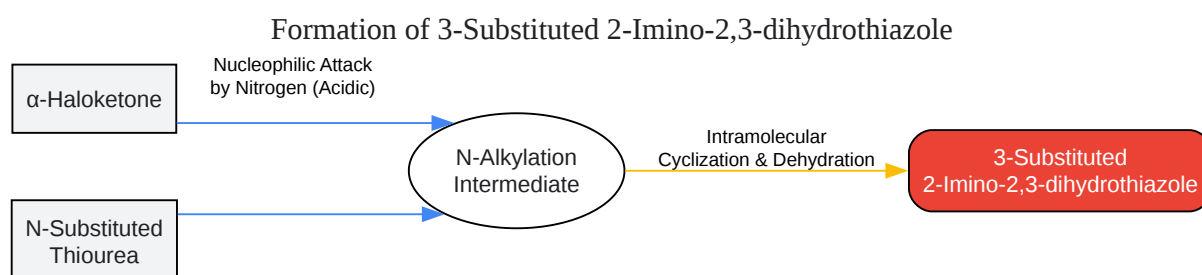 Formation of 3-Substituted 2-Imino-2,3-dihydrothiazole
Nucleophilic Attack
by Nitrogen (Acidic)
α-Haloketone
N-Alkylation
Intermediate
Intramolecular
Cyclization & Dehydration
3-Substituted
2-Imino-2,3-dihydrothiazole
N-Substituted
Thiourea